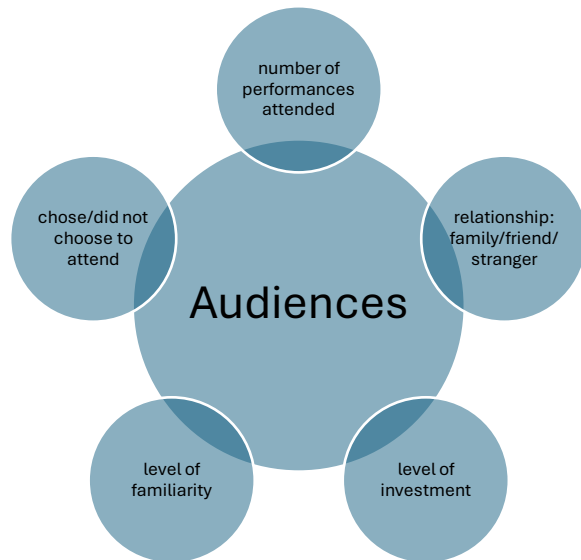 number of
performances
attended
chose/did not
choose to
attend
relationship:
family/friend/
stranger
Audiences
level of
familiarity
level of
investment